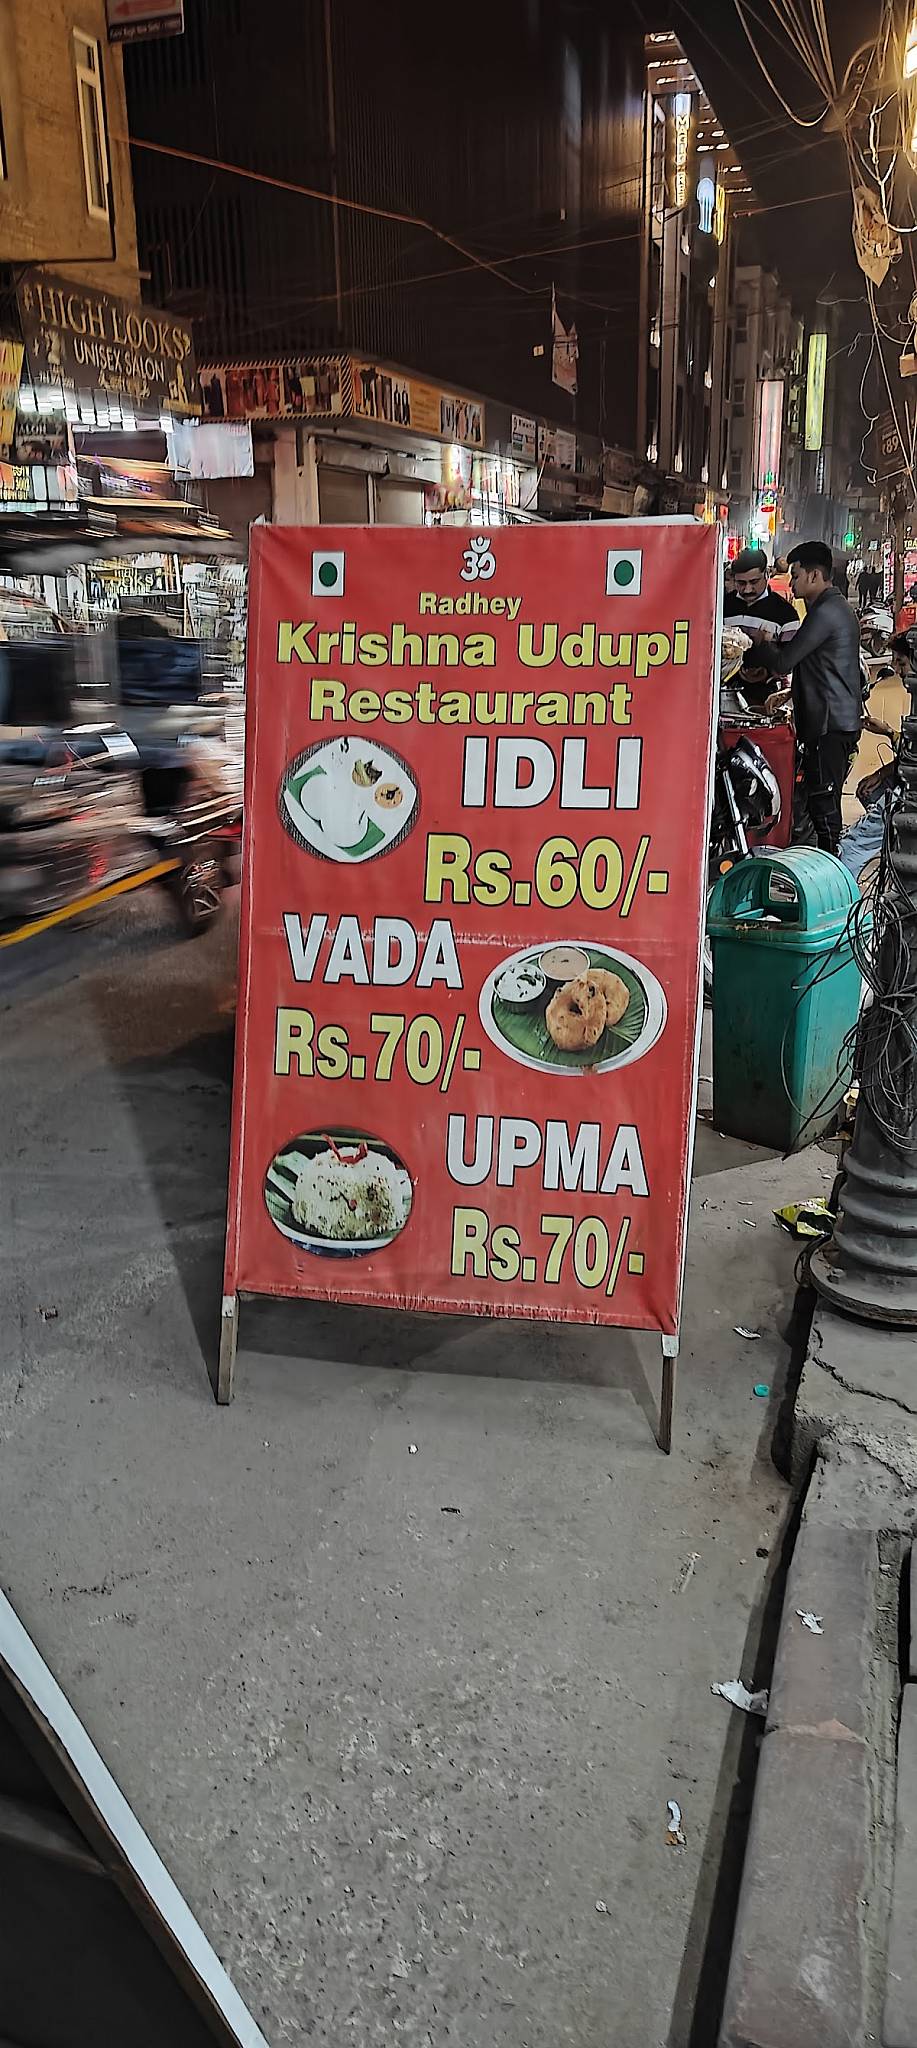 HIGH LOOKS
UNISEX SALON
ॐ
Radhey
Krishna Udupi
Restaurant
IDLI
Rs.60/-
VADA
Rs.70/-
UPMA
Rs.70/-